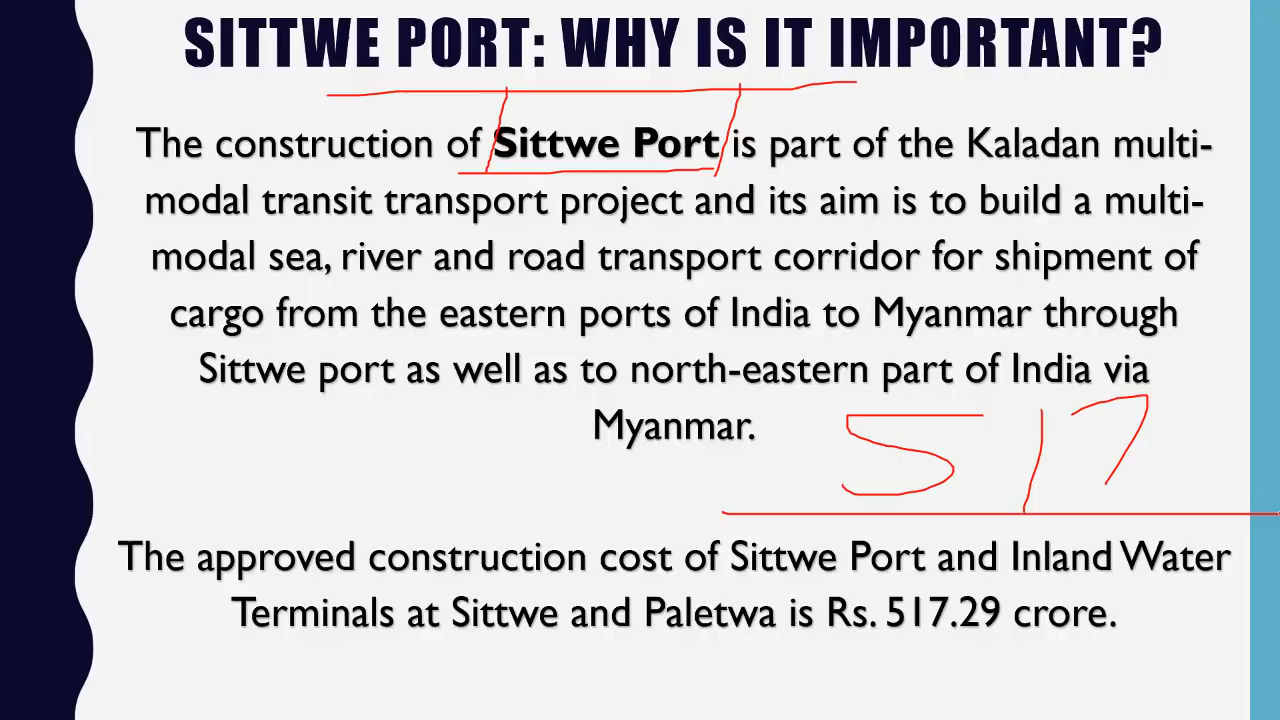 SITTWE PORT: WHY IS IT IMPORTANT?
The construction of Sittwe Port is part of the Kaladan multi-
modal transit transport project and its aim is to build a multi-
modal sea, river and road transport corridor for shipment of
cargo from the eastern ports of India to Myanmar through
Sittwe port as well as to north-eastern part of India via
Myanmar.
517
The approved construction cost of Sittwe Port and Inland Water
Terminals at Sittwe and Paletwa is Rs. 517.29 crore.